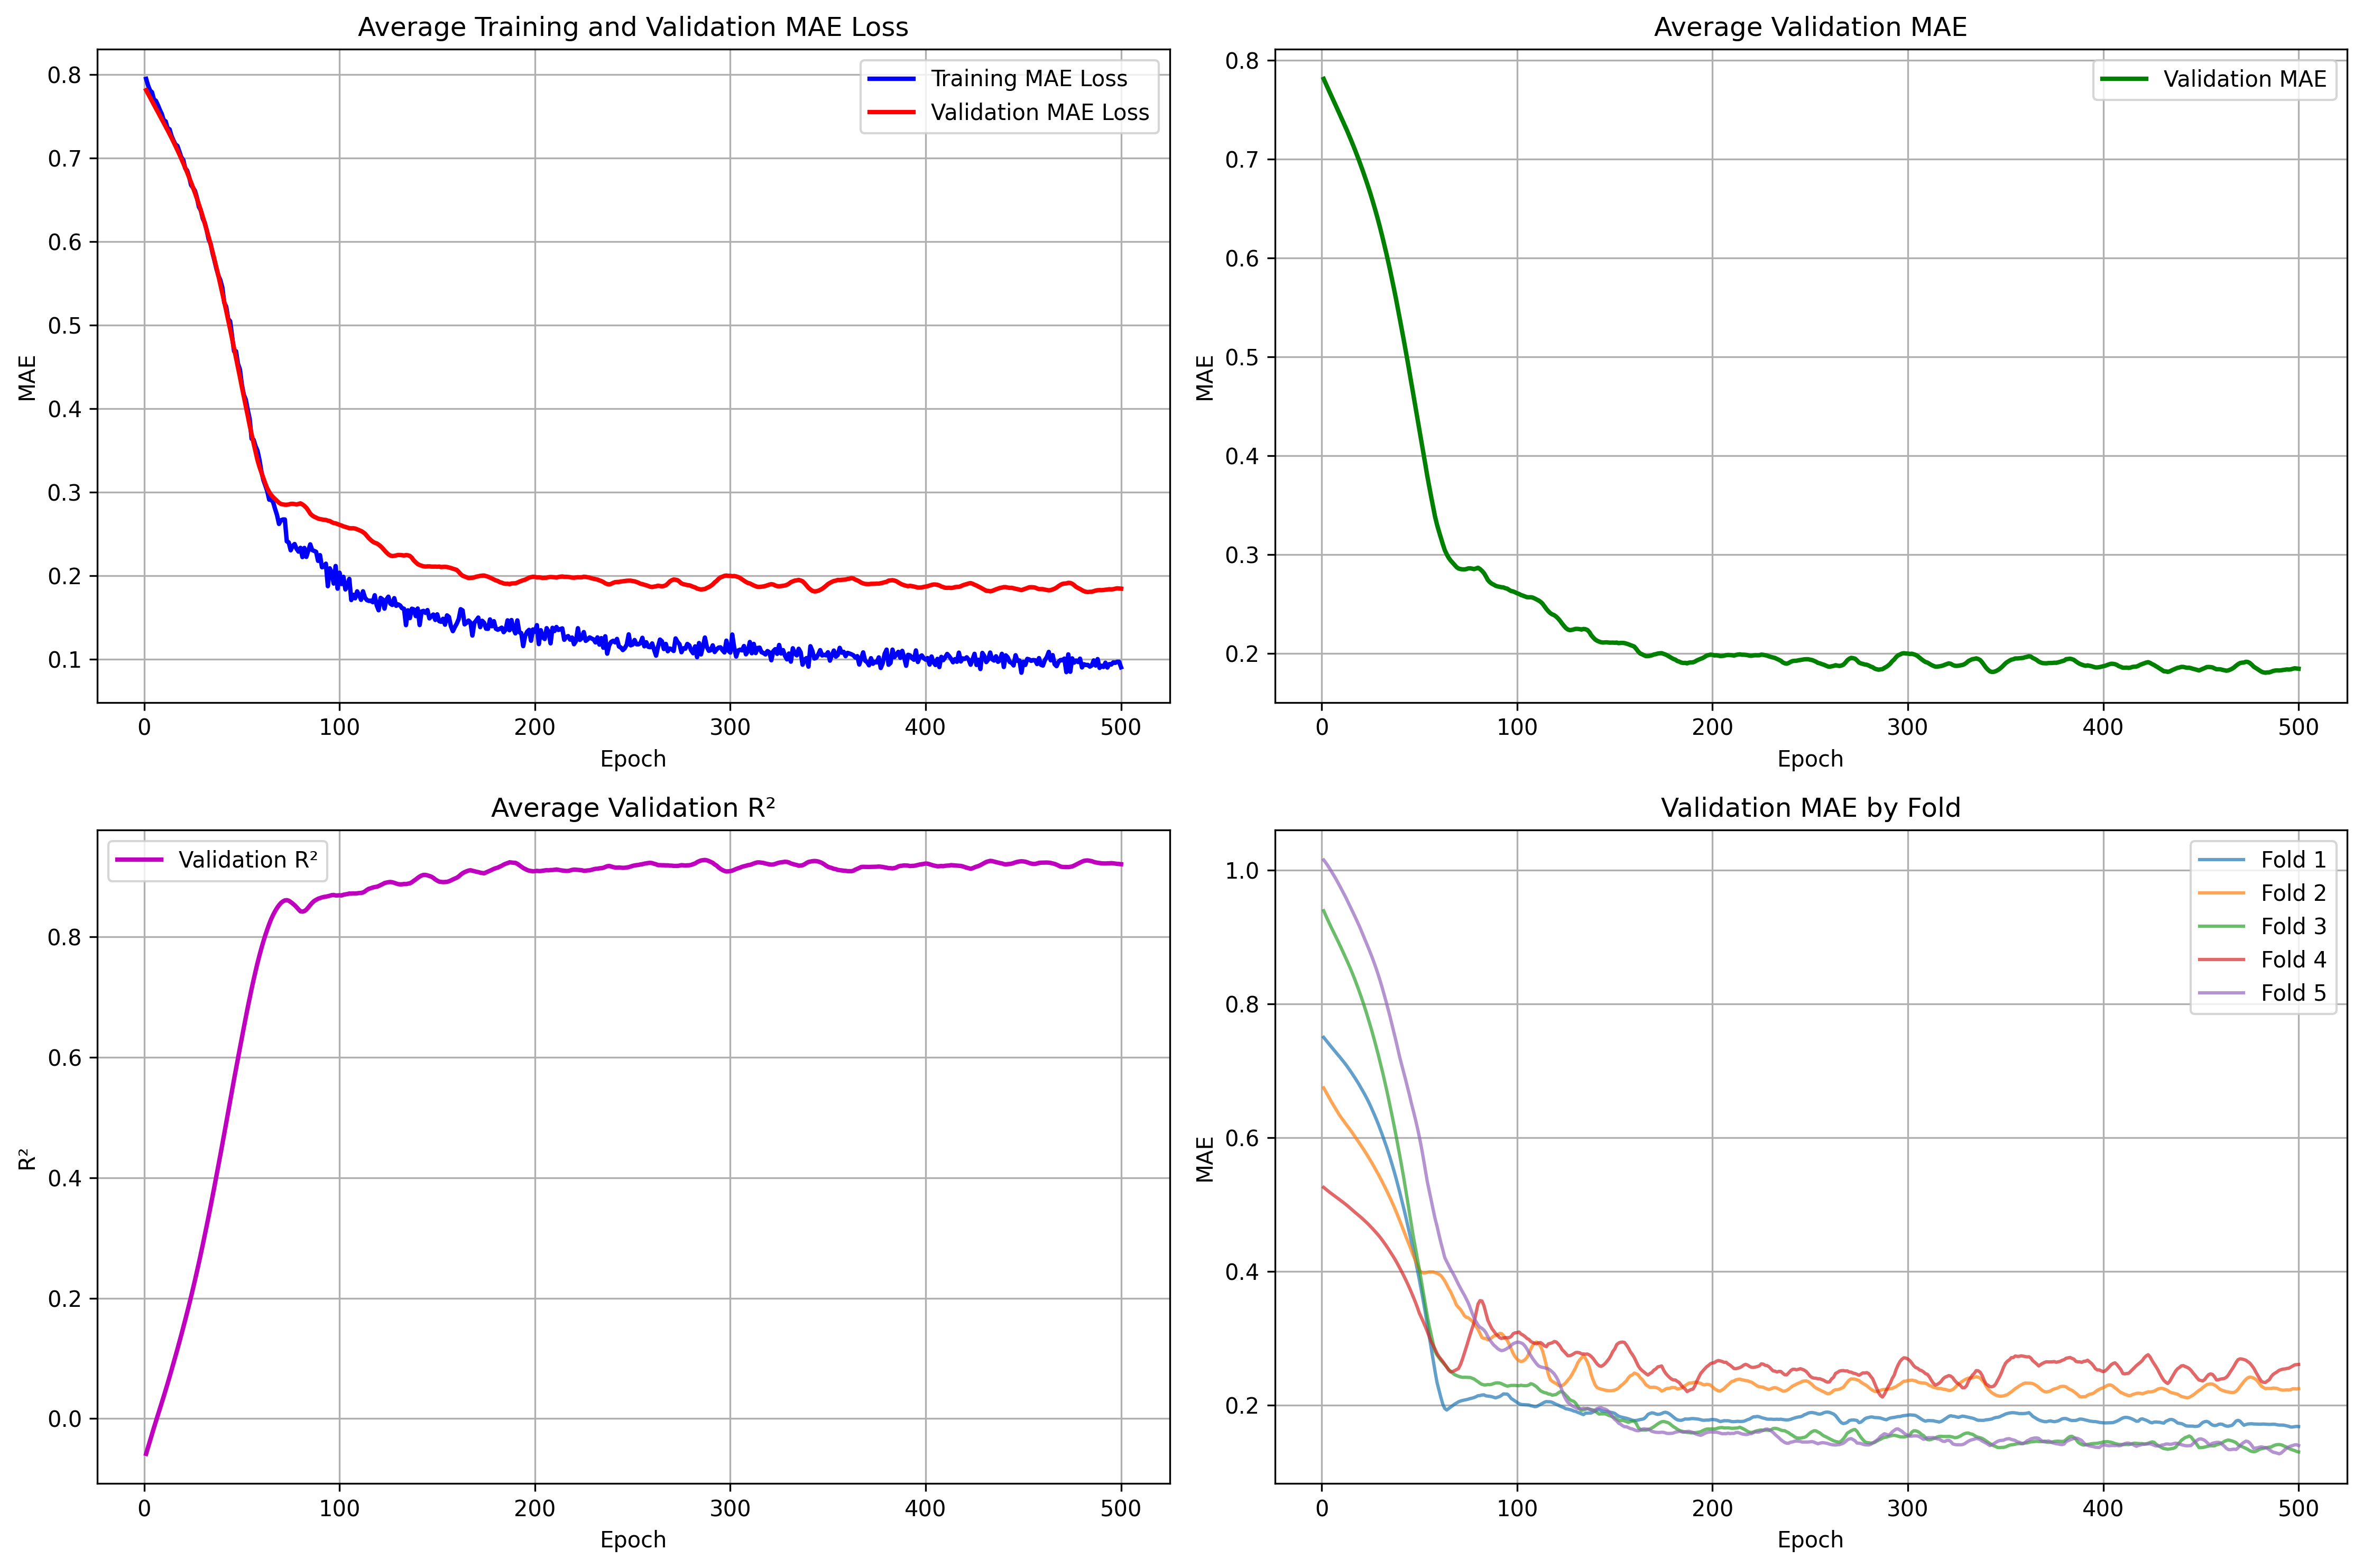 Average Training and Validation MAE Loss
MAE
0.8
0.7
0.6
0.5
0.4
0.3
0.2
0.1
Training MAE Loss
Validation MAE Loss
0 100 200 300 400 500
Epoch
Average Validation MAE
MAE
0.8
0.7
0.6
0.5
0.4
0.3
0.2
Validation MAE
0 100 200 300 400 500
Epoch
Average Validation R²
R²
0.8
0.6
0.4
0.2
0.0
Validation R²
0 100 200 300 400 500
Epoch
Validation MAE by Fold
MAE
1.0
0.8
0.6
0.4
0.2
Fold 1
Fold 2
Fold 3
Fold 4
Fold 5
0 100 200 300 400 500
Epoch